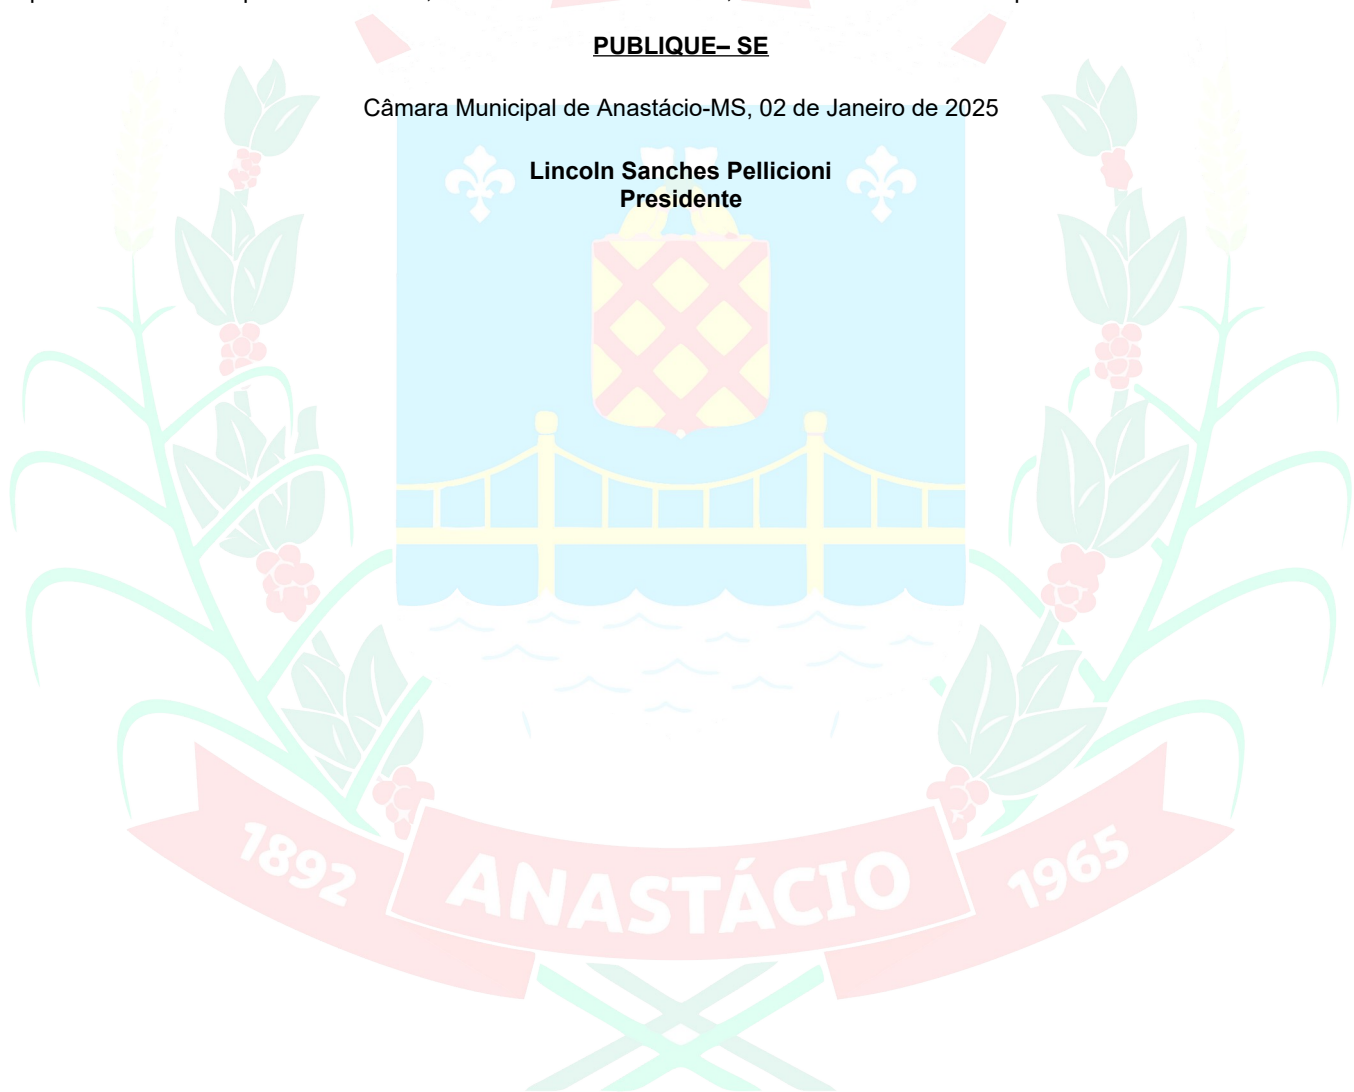 PUBLIQUE– SE
Câmara Municipal de Anastácio-MS, 02 de Janeiro de 2025
Lincoln Sanches Pellicioni
Presidente
1892
ANASTÁCIO
1965